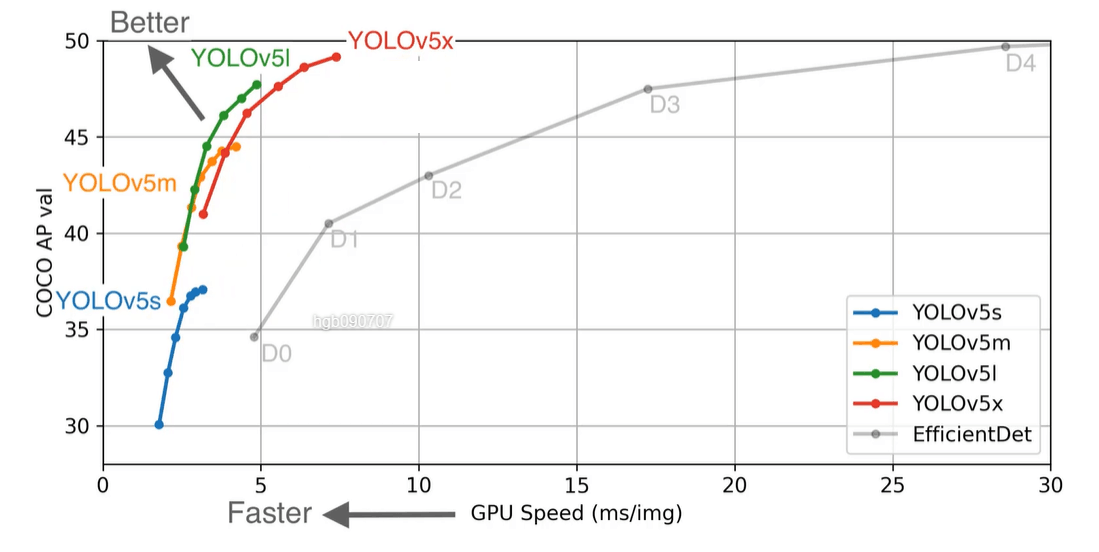 Better
50
YOLOv5l
YOLOv5x
D4
D3
45
YOLOv5m
D2
COCO AP val
40
D1
YOLOv5s
hgb090707
35
D0
30
YOLOv5s
YOLOv5m
YOLOv5l
YOLOv5x
EfficientDet
0 5 10 15 20 25 30
Faster
GPU Speed (ms/img)